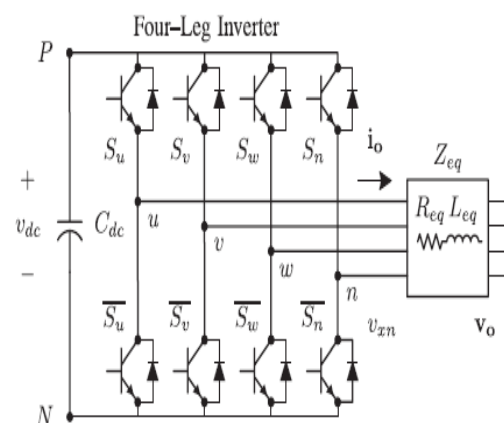 Four–Leg Inverter
P
S_u S_v S_w S_n
i_o
Z_eq
+
v_dc
−
C_dc
R_eq L_eq
u
v
w
n
S̅_u S̅_v S̅_w S̅_n
v_xn
v_o
N